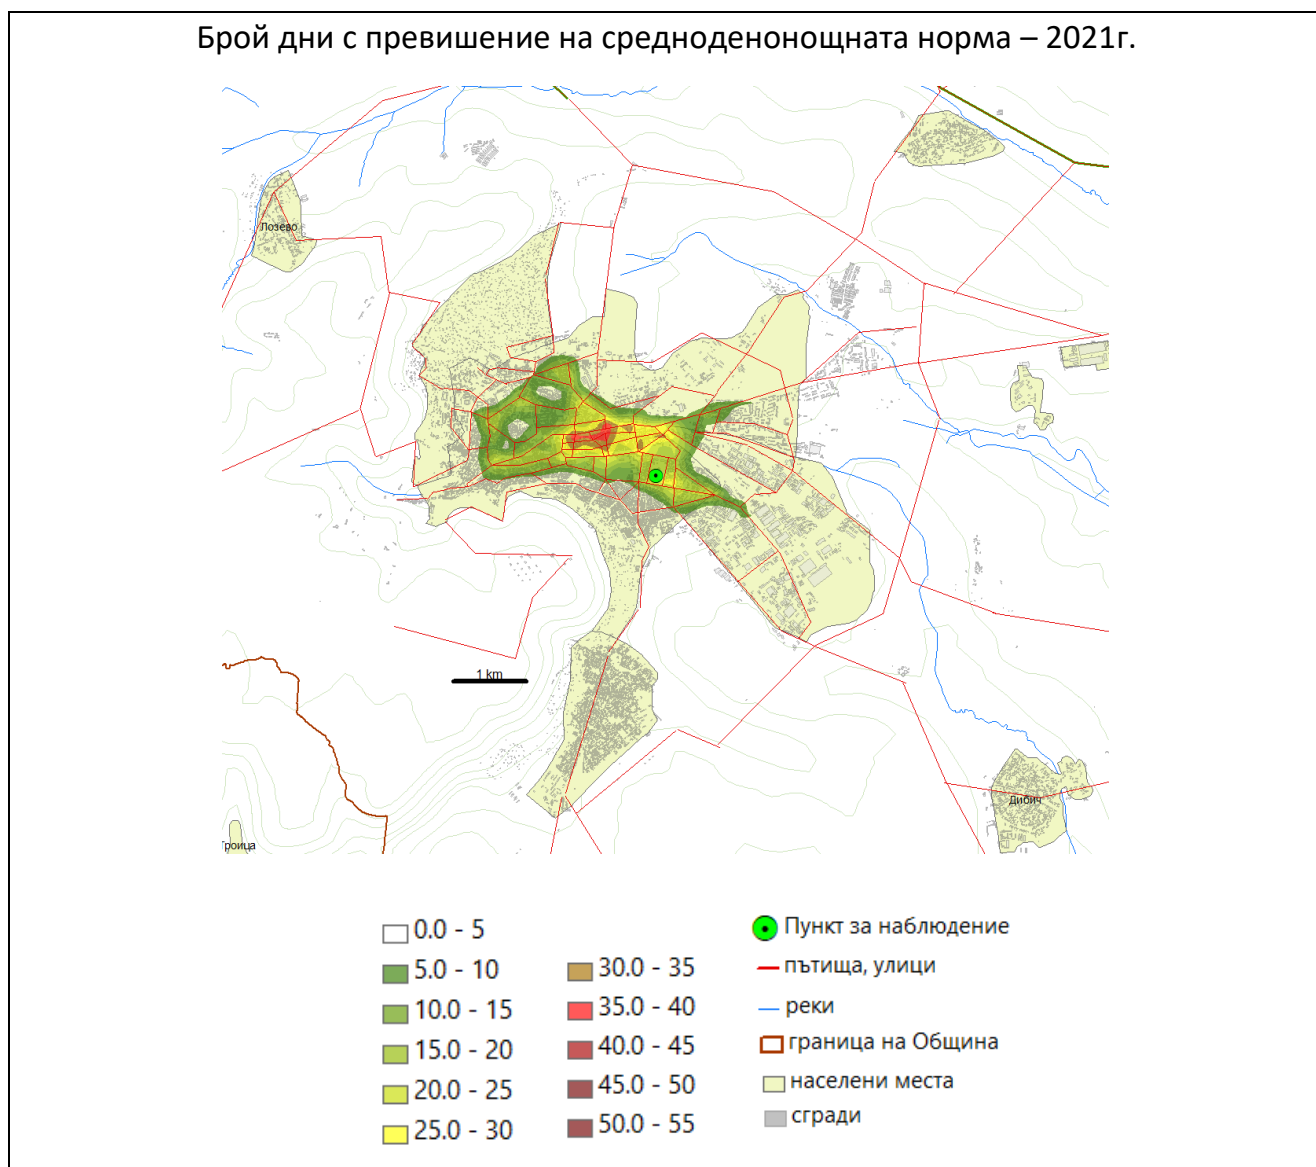 Брой дни с превишение на средноденонощната норма – 2021г.
Лозево
1 km
Дибич
Троица
0.0 - 5
5.0 - 10
10.0 - 15
15.0 - 20
20.0 - 25
25.0 - 30
30.0 - 35
35.0 - 40
40.0 - 45
45.0 - 50
50.0 - 55
Пункт за наблюдение
пътища, улици
реки
граница на Община
населени места
сгради